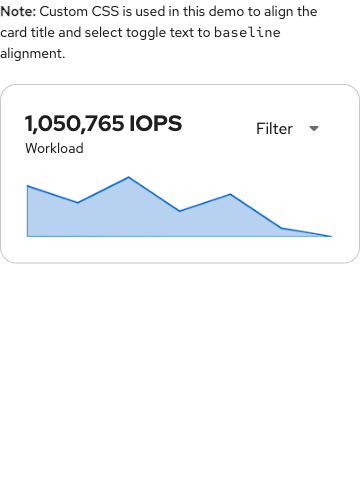 Note: Custom CSS is used in this demo to align the
card title and select toggle text to baseline
alignment.
1,050,765 IOPS
Filter
Workload